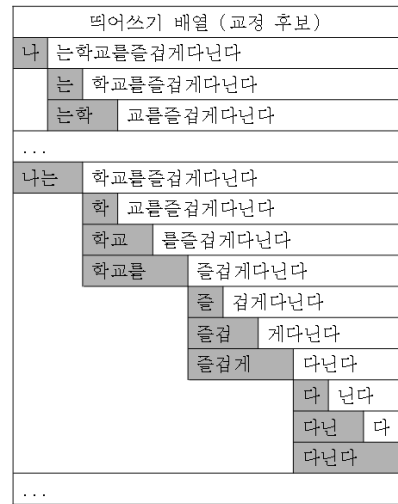 띄어쓰기 배열 (교정 후보)
나 는학교를즐겁게다닌다
는 학교를즐겁게다닌다
는학 교를즐겁게다닌다
...
나는 학교를즐겁게다닌다
학 교를즐겁게다닌다
학교 를즐겁게다닌다
학교를 즐겁게다닌다
즐 겁게다닌다
즐겁 게다닌다
즐겁게 다닌다
다 닌다
다닌 다
다닌다
...